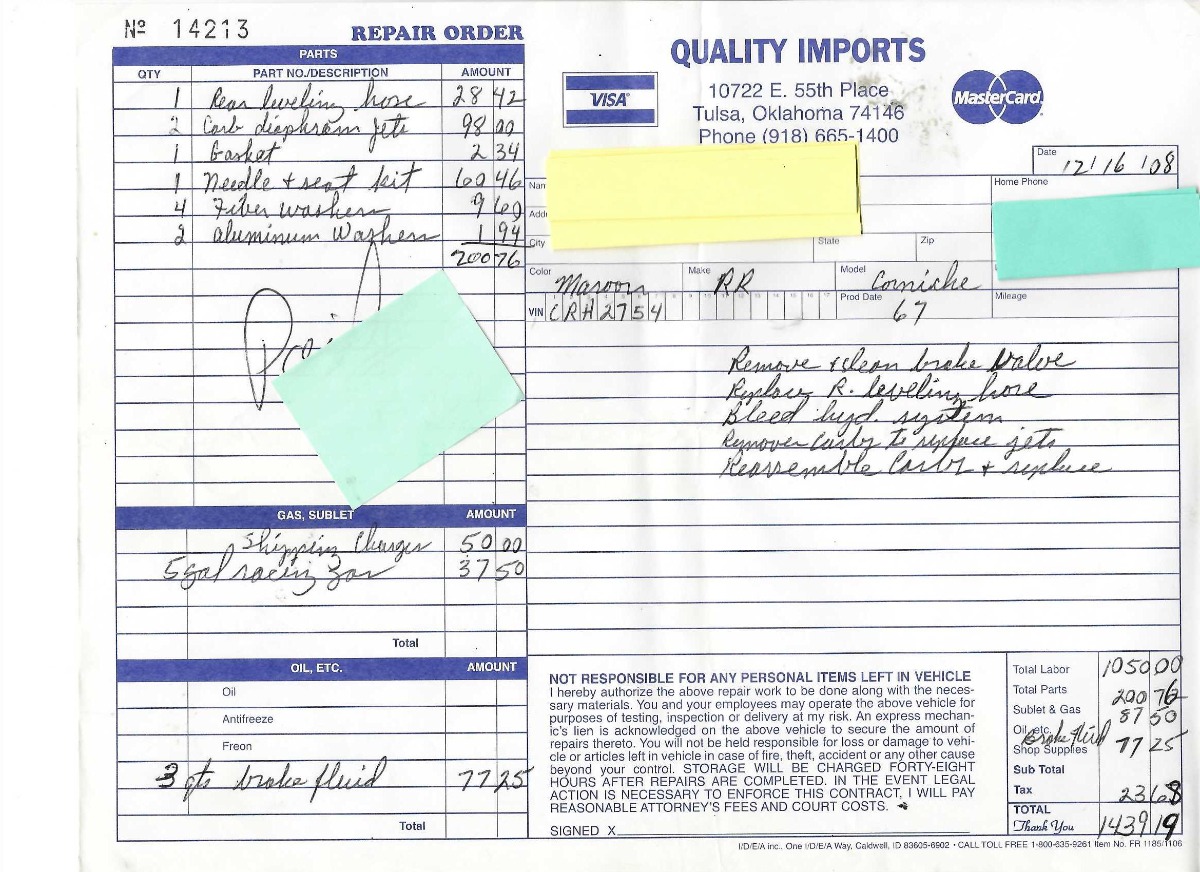 Nº 14213
REPAIR ORDER
PARTS
QTY PART NO./DESCRIPTION AMOUNT
1 Rear leveling hose 28 42
2 Carb diaphram jets 98 00
1 Gasket 2 34
1 Needle + seat kit 60 46
4 Fiber washers 9 60
2 aluminum Washers 1 94
200 76
GAS, SUBLET AMOUNT
Shipping Charges 50 00
5 gal racing gas 37 50
Total
OIL, ETC. AMOUNT
Oil
Antifreeze
Freon
3 qts brake fluid 77 25
Total
QUALITY IMPORTS
VISA
10722 E. 55th Place
Tulsa, Oklahoma 74146
Phone (918) 665-1400
MasterCard
Date
12/16/08
Home Phone
City State Zip
Color Maroon Make RR Model Corniche
VIN CRH2754 Prod Date 67 Mileage
Remove + clean brake valve
Replace R. leveling hose
Bleed hyd. system
Remove Carbs to replace jets
Reassemble Carbs + replace
NOT RESPONSIBLE FOR ANY PERSONAL ITEMS LEFT IN VEHICLE
I hereby authorize the above repair work to be done along with the neces-
sary materials. You and your employees may operate the above vehicle for
purposes of testing, inspection or delivery at my risk. An express mechan-
ic's lien is acknowledged on the above vehicle to secure the amount of
repairs thereto. You will not be held responsible for loss or damage to vehi-
cle or articles left in vehicle in case of fire, theft, accident or any other cause
beyond your control. STORAGE WILL BE CHARGED FORTY-EIGHT
HOURS AFTER REPAIRS ARE COMPLETED. IN THE EVENT LEGAL
ACTION IS NECESSARY TO ENFORCE THIS CONTRACT, I WILL PAY
REASONABLE ATTORNEY'S FEES AND COURT COSTS.
SIGNED X
Total Labor 1050 00
Total Parts 200 76
Sublet & Gas 87 50
Oil, etc.
Brake fluid
Shop Supplies 77 25
Sub Total
Tax 23 68
TOTAL
Thank You 1439 19
I/D/E/A inc., One I/D/E/A Way, Caldwell, ID 83605-6902 • CALL TOLL FREE 1-800-635-9261 Item No. FR 1185/1106